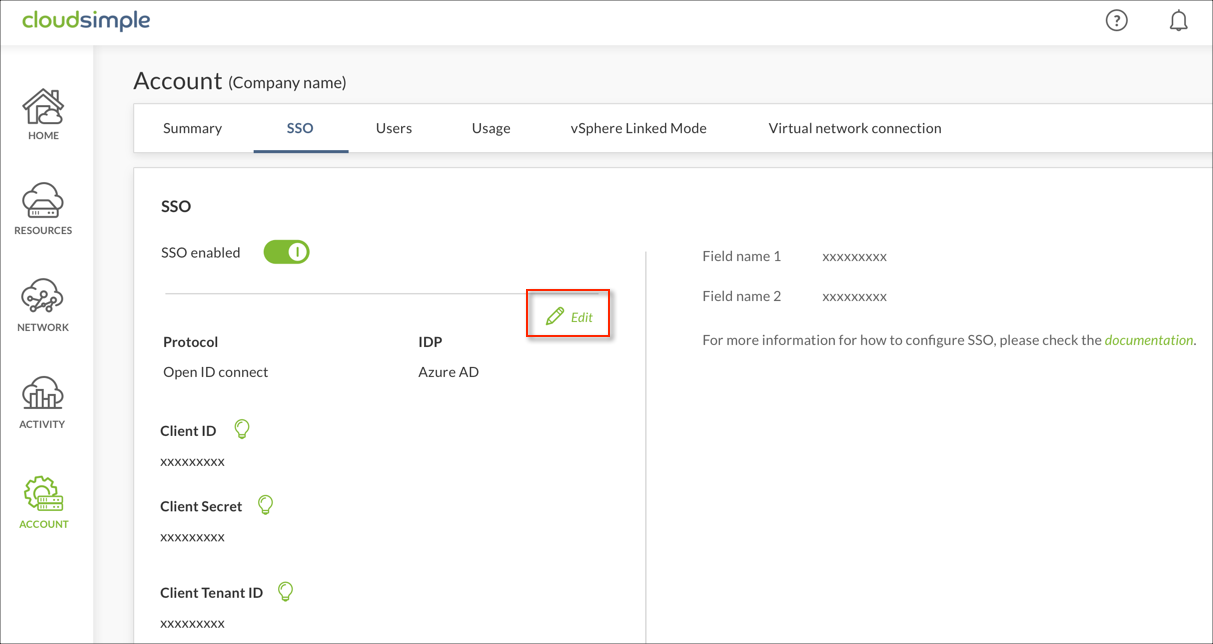 cloudsimple
?
HOME
RESOURCES
NETWORK
ACTIVITY
ACCOUNT
Account (Company name)
Summary SSO Users Usage vSphere Linked Mode Virtual network connection
SSO
SSO enabled
Edit
Protocol IDP
Open ID connect Azure AD
Client ID
xxxxxxxxx
Client Secret
xxxxxxxxx
Client Tenant ID
xxxxxxxxx
Field name 1 xxxxxxxxx
Field name 2 xxxxxxxxx
For more information for how to configure SSO, please check the documentation.